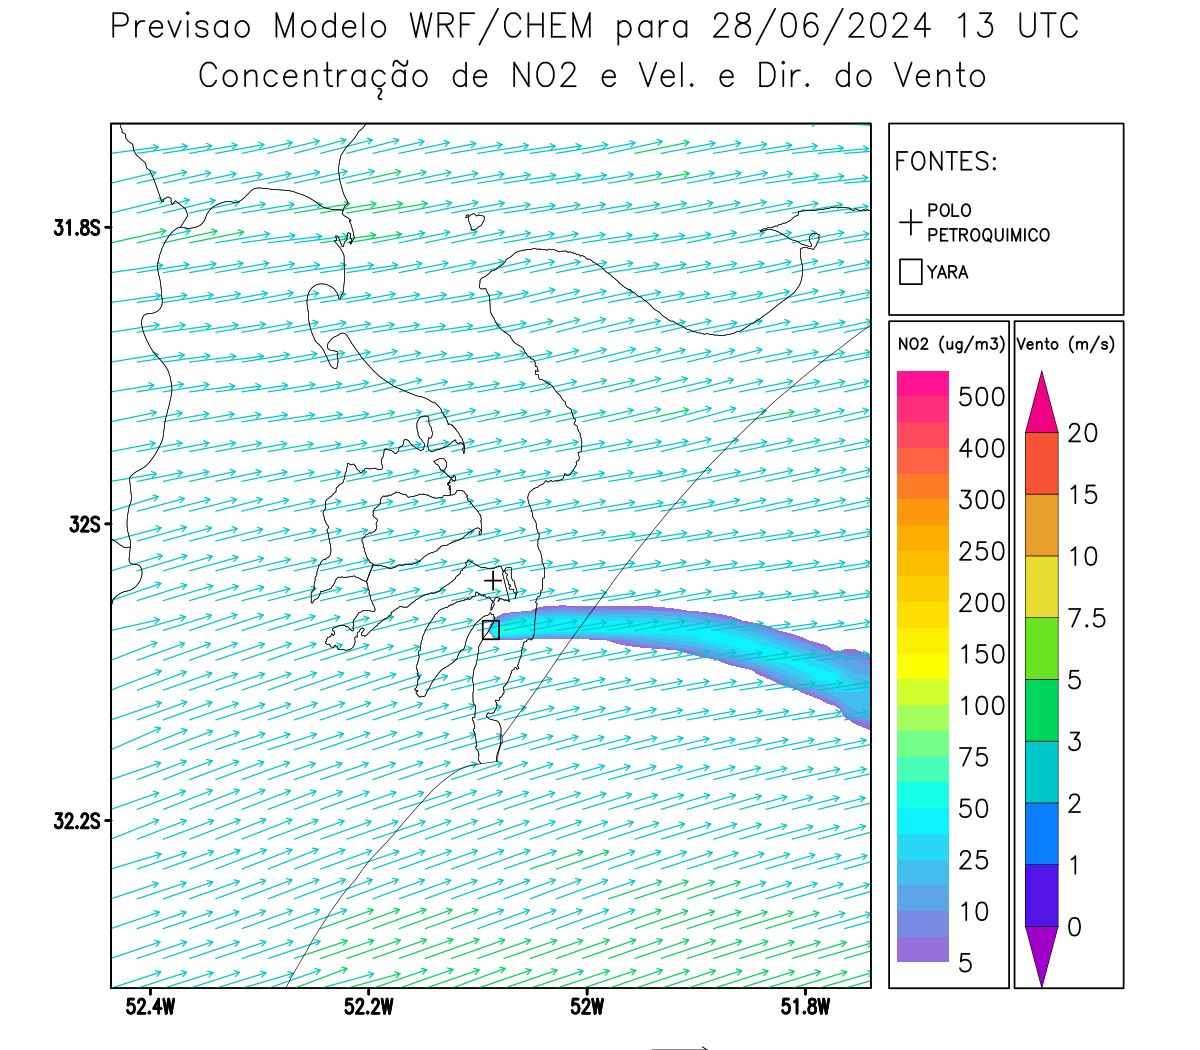 Previsao Modelo WRF/CHEM para 28/06/2024 13 UTC
Concentração de NO2 e Vel. e Dir. do Vento
FONTES:
POLO
PETROQUIMICO
YARA
NO2 (ug/m3)
500
400
300
250
200
150
100
75
50
25
10
5
Vento (m/s)
20
15
10
7.5
5
3
2
1
0
31.8S
32S
32.2S
52.4W
52.2W
52W
51.8W